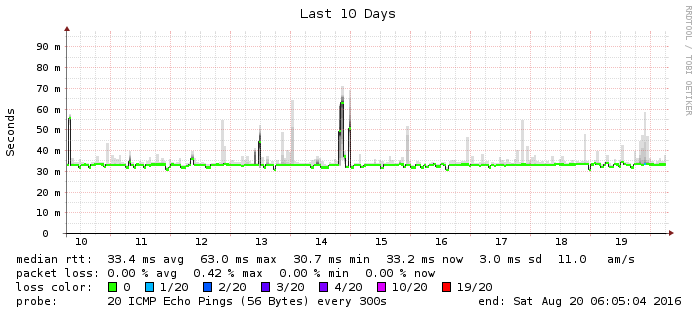 Last 10 Days
RRDTOOL / TOBI OETIKER
Seconds
90 m
80 m
70 m
60 m
50 m
40 m
30 m
20 m
10 m
0
10 11 12 13 14 15 16 17 18 19
median rtt: 33.4 ms avg 63.0 ms max 30.7 ms min 33.2 ms now 3.0 ms sd 11.0 am/s
packet loss: 0.00 % avg 0.42 % max 0.00 % min 0.00 % now
loss color: 0 1/20 2/20 3/20 4/20 10/20 19/20
probe: 20 ICMP Echo Pings (56 Bytes) every 300s end: Sat Aug 20 06:05:04 2016